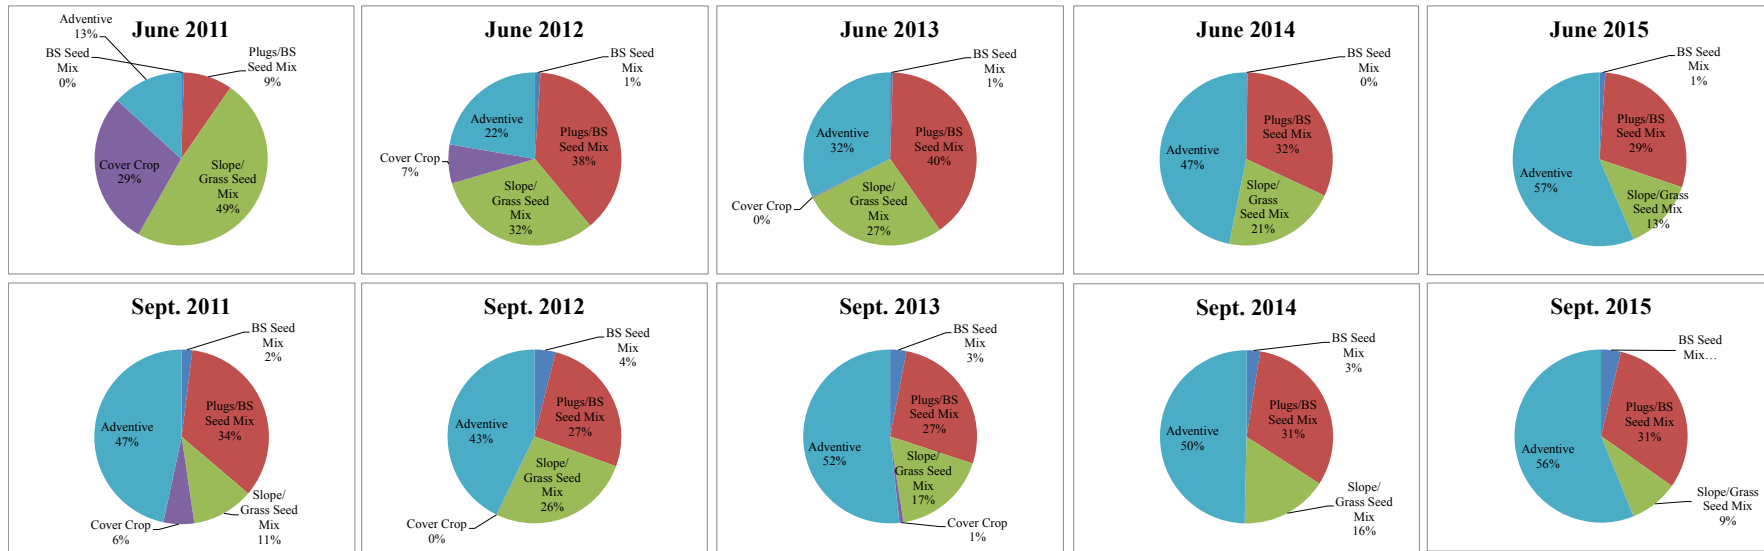 June 2011
Adventive
13%
BS Seed
Mix
0%
Plugs/BS
Seed Mix
9%
Cover Crop
29%
Slope/
Grass Seed
Mix
49%
June 2012
BS Seed
Mix
1%
Adventive
22%
Plugs/BS
Seed Mix
38%
Cover Crop
7%
Slope/
Grass Seed
Mix
32%
June 2013
BS Seed
Mix
1%
Adventive
32%
Plugs/BS
Seed Mix
40%
Cover Crop
0%
Slope/
Grass Seed
Mix
27%
June 2014
BS Seed
Mix
0%
Plugs/BS
Seed Mix
32%
Adventive
47%
Slope/
Grass
Seed Mix
21%
June 2015
BS Seed
Mix
1%
Plugs/BS
Seed Mix
29%
Adventive
57%
Slope/Grass
Seed Mix
13%
Sept. 2011
BS Seed
Mix
2%
Plugs/BS
Seed Mix
34%
Adventive
47%
Slope/
Grass Seed
Mix
11%
Cover Crop
6%
Sept. 2012
BS Seed
Mix
4%
Plugs/BS
Seed Mix
27%
Adventive
43%
Slope/
Grass Seed
Mix
26%
Cover Crop
0%
Sept. 2013
BS Seed
Mix
3%
Plugs/BS
Seed Mix
27%
Adventive
52%
Slope/
Grass Seed
Mix
17%
Cover Crop
1%
Sept. 2014
BS Seed
Mix
3%
Plugs/BS
Seed Mix
31%
Adventive
50%
Slope/
Grass Seed
Mix
16%
Sept. 2015
BS Seed
Mix…
Plugs/BS
Seed Mix
31%
Adventive
56%
Slope/Grass
Seed Mix
9%